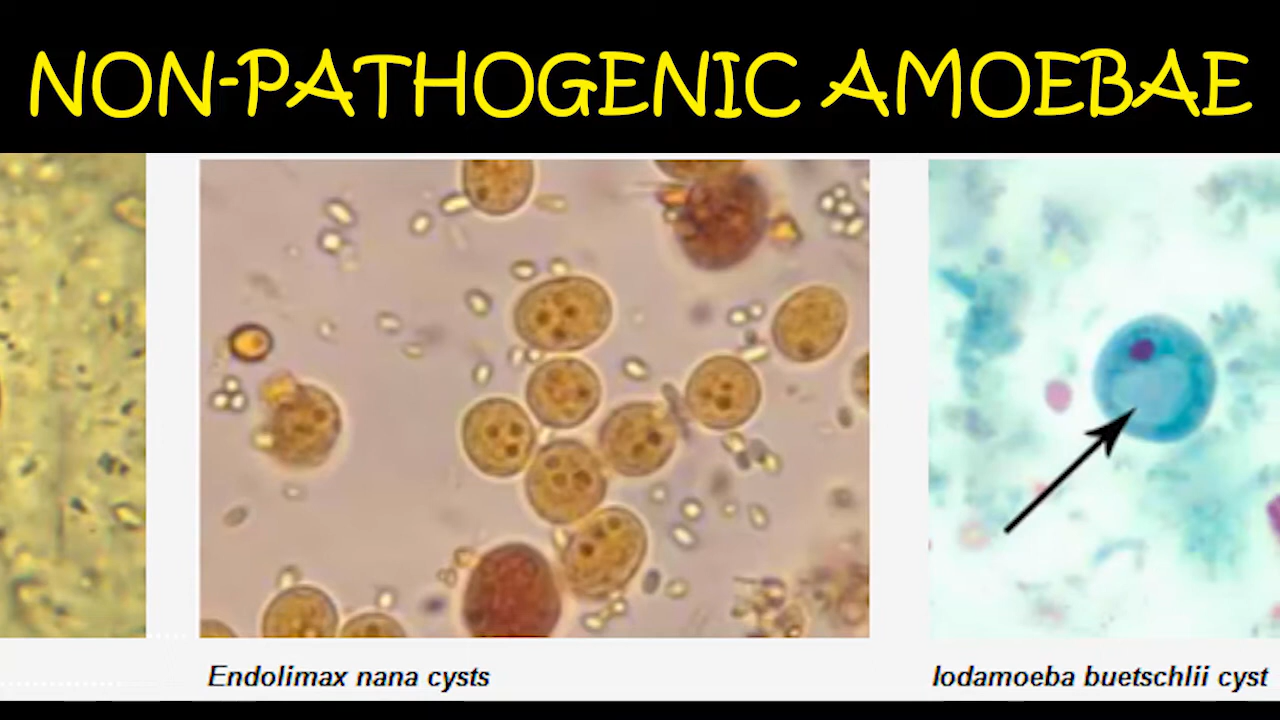 NON-PATHOGENIC AMOEBAE
Endolimax nana cysts
Iodamoeba buetschlii cyst